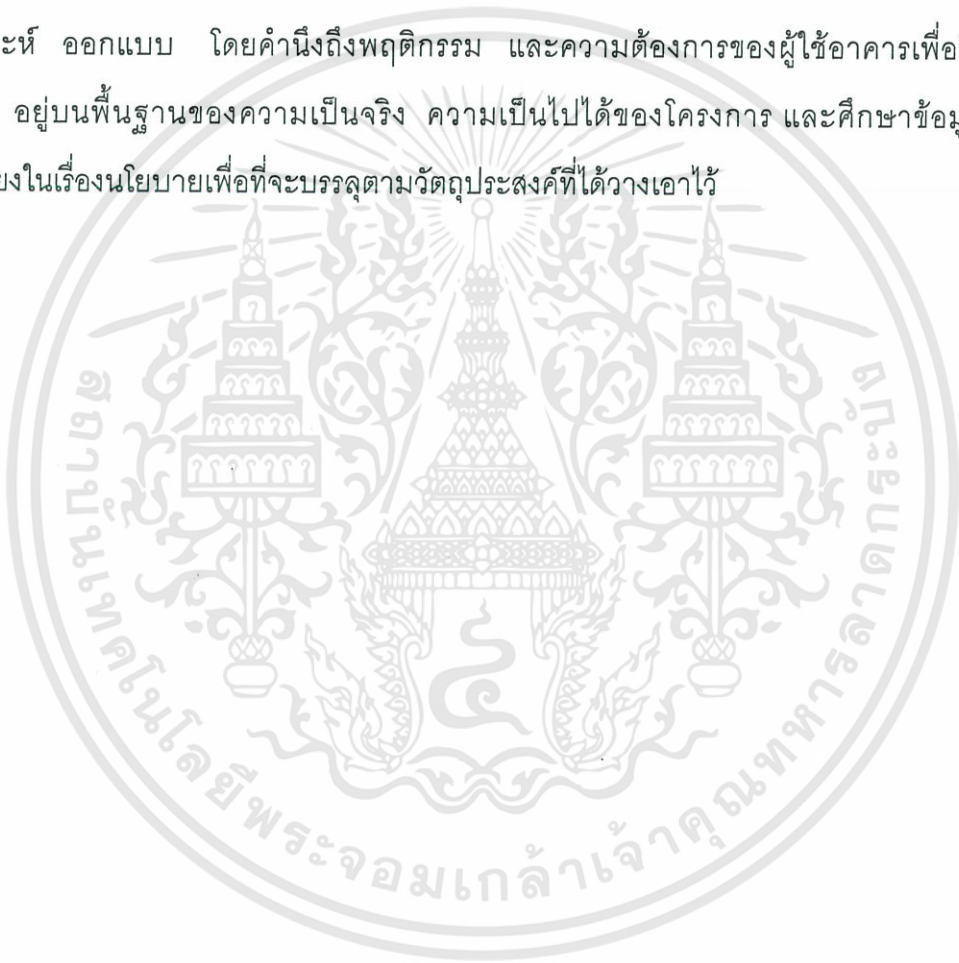 ะห์ ออกแบบ โดยคำนึงถึงพฤติกรรม และความต้องการของผู้ใช้อาคารเพื่อ
อยู่บนพื้นฐานของความเป็นจริง ความเป็นไปได้ของโครงการ และศึกษาข้อมู
ยงในเรื่องนโยบายเพื่อที่จะบรรลุตามวัตถุประสงค์ที่ได้วางเอาไว้
สถาบันเทคโนโลยีพระจอมเกล้าเจ้าคุณทหารลาดกระบัง
๔